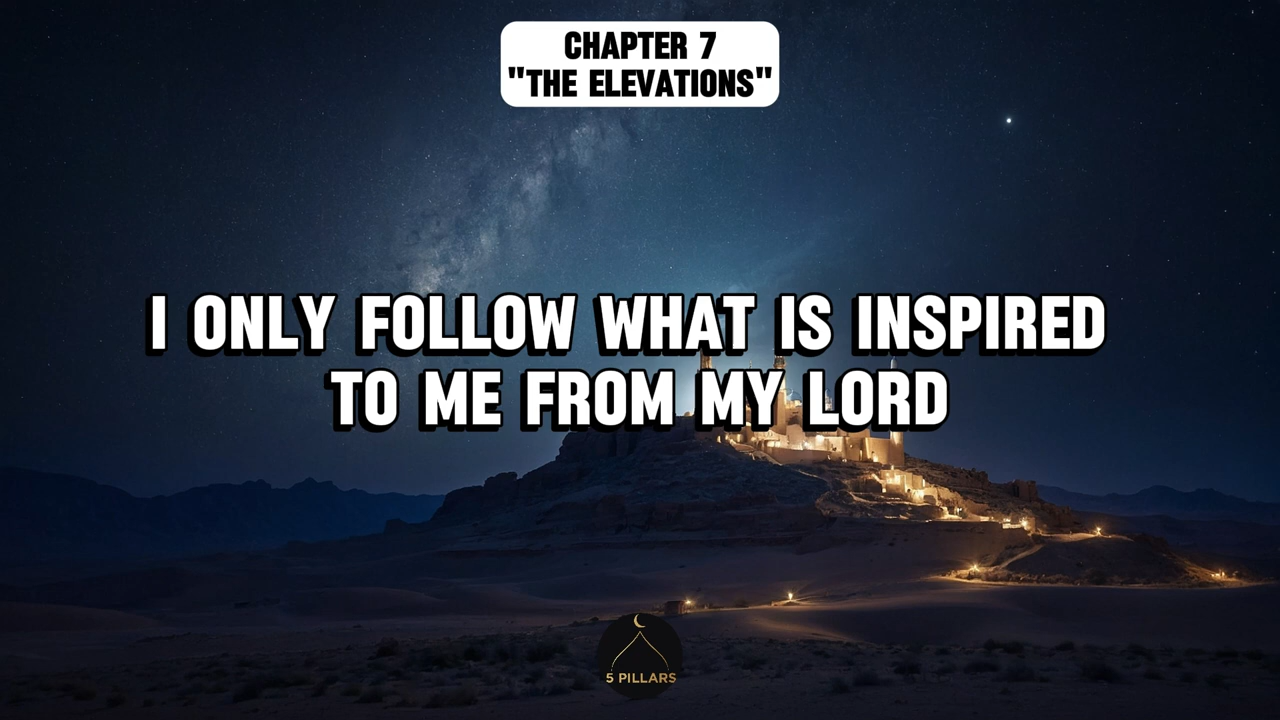 CHAPTER 7
"THE ELEVATIONS"
I ONLY FOLLOW WHAT IS INSPIRED
TO ME FROM MY LORD
5 PILLARS